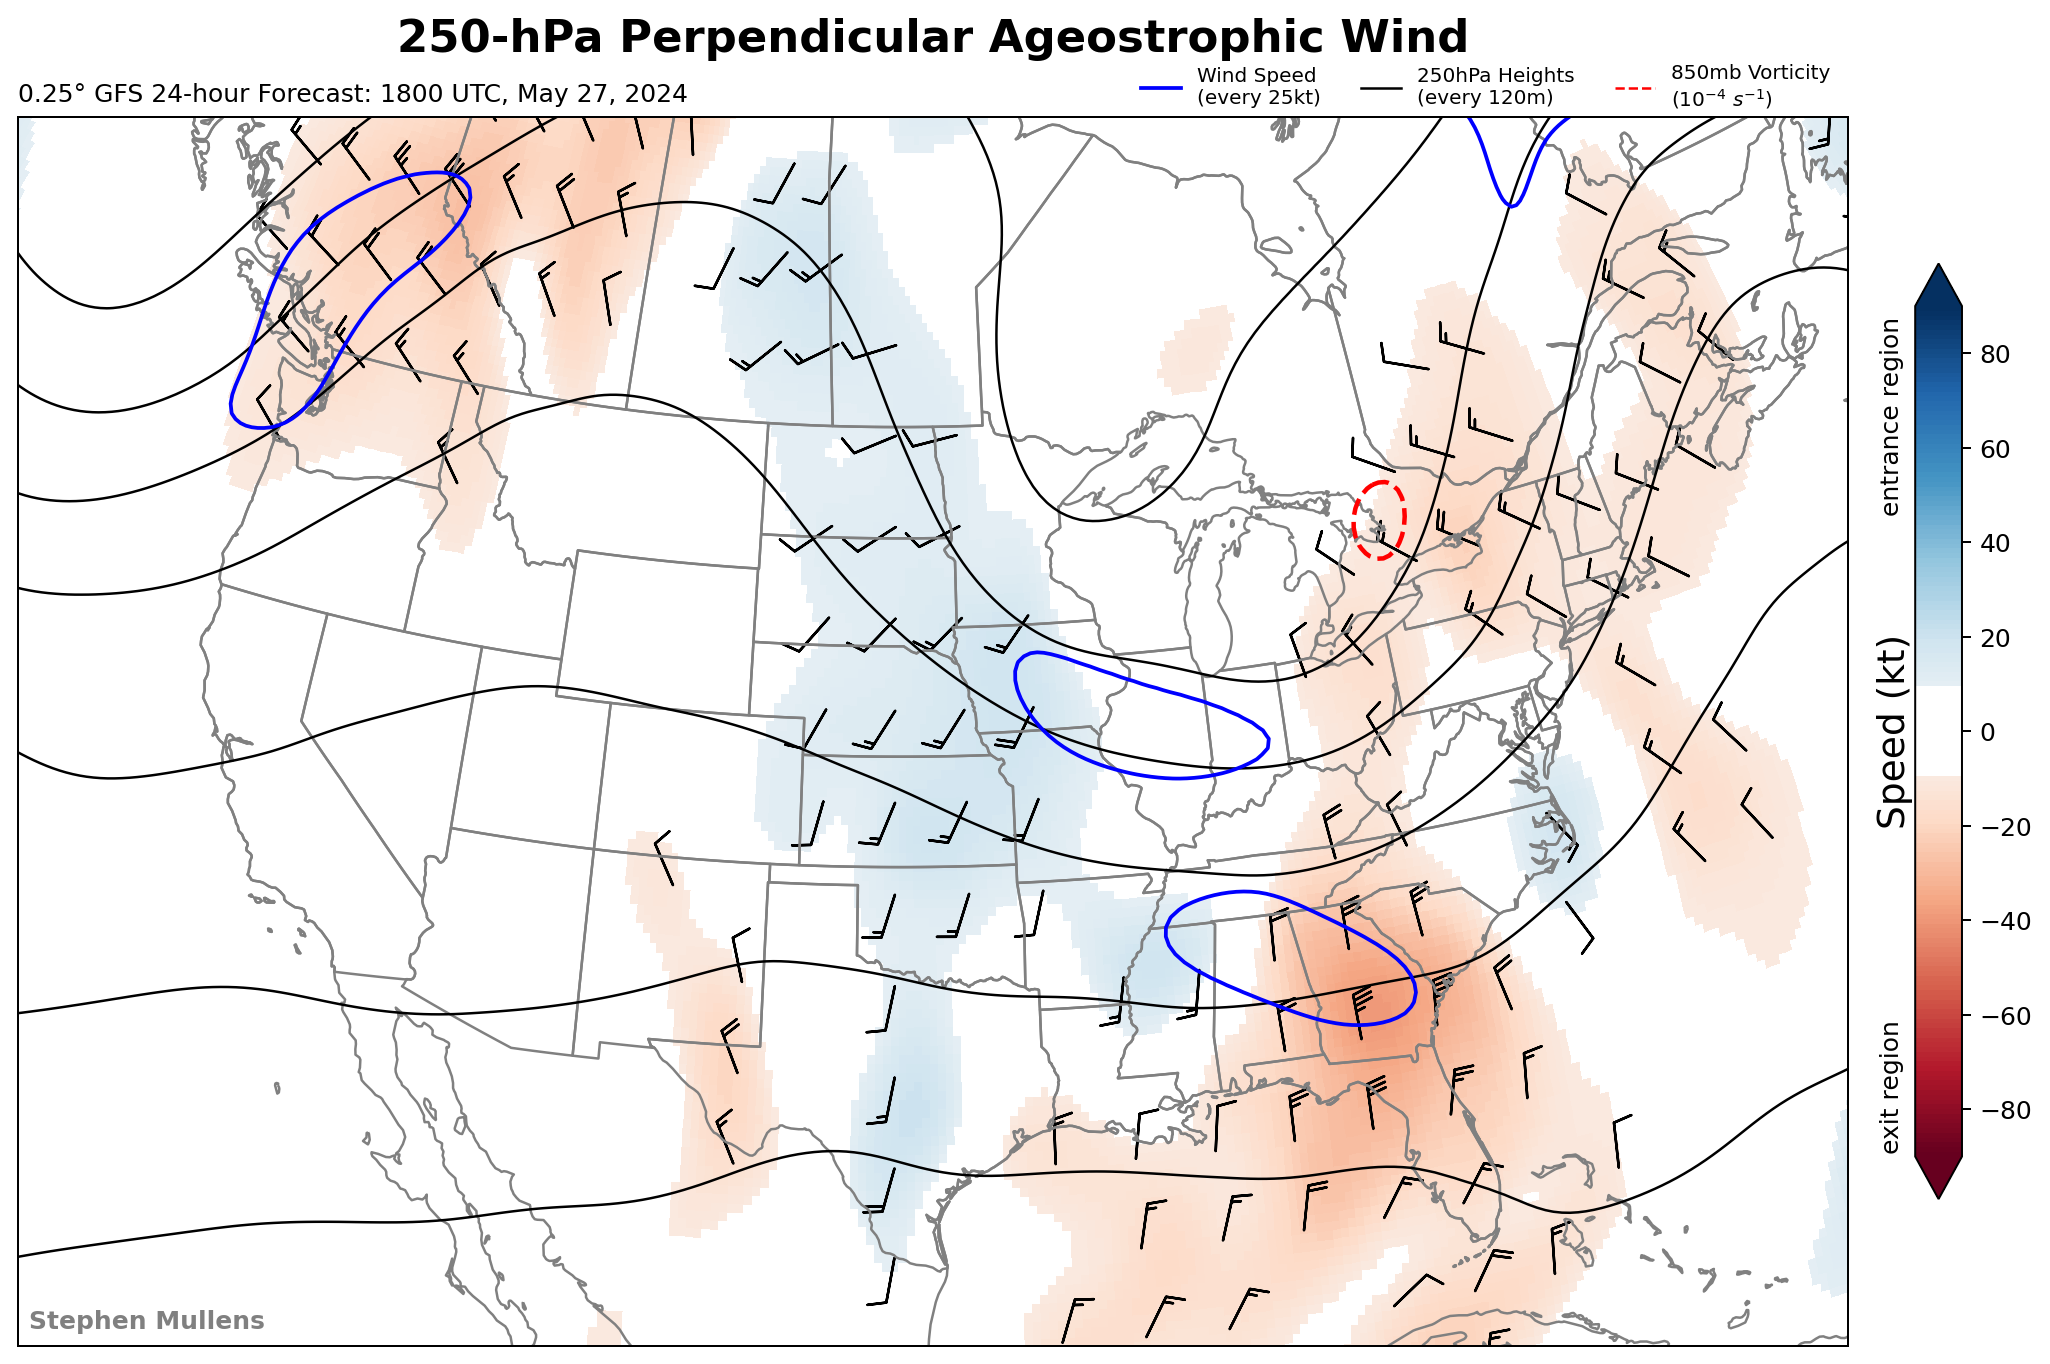 250-hPa Perpendicular Ageostrophic Wind
0.25° GFS 24-hour Forecast: 1800 UTC, May 27, 2024
Wind Speed
(every 25kt)
250hPa Heights
(every 120m)
850mb Vorticity
(10⁻⁴ s⁻¹)
entrance region
Speed (kt)
exit region
80
60
40
20
0
−20
−40
−60
−80
Stephen Mullens